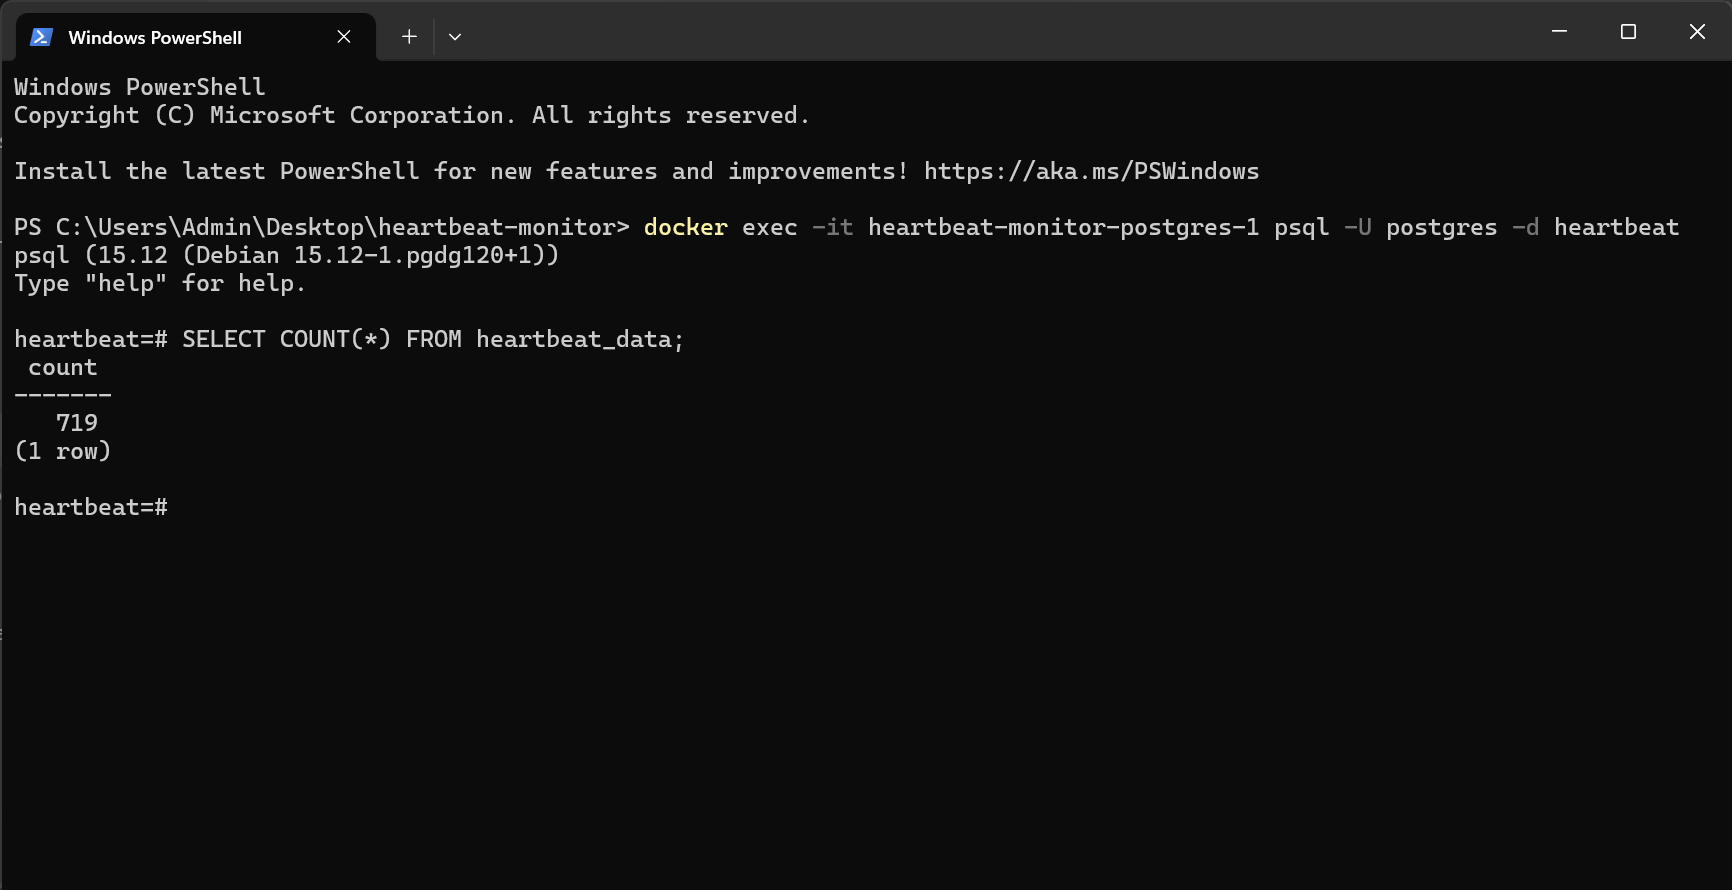 Windows PowerShell
Windows PowerShell
Copyright (C) Microsoft Corporation. All rights reserved.
Install the latest PowerShell for new features and improvements! https://aka.ms/PSWindows
PS C:\Users\Admin\Desktop\heartbeat-monitor> docker exec -it heartbeat-monitor-postgres-1 psql -U postgres -d heartbeat
psql (15.12 (Debian 15.12-1.pgdg120+1))
Type "help" for help.
heartbeat=# SELECT COUNT(*) FROM heartbeat_data;
count
-------
719
(1 row)
heartbeat=#